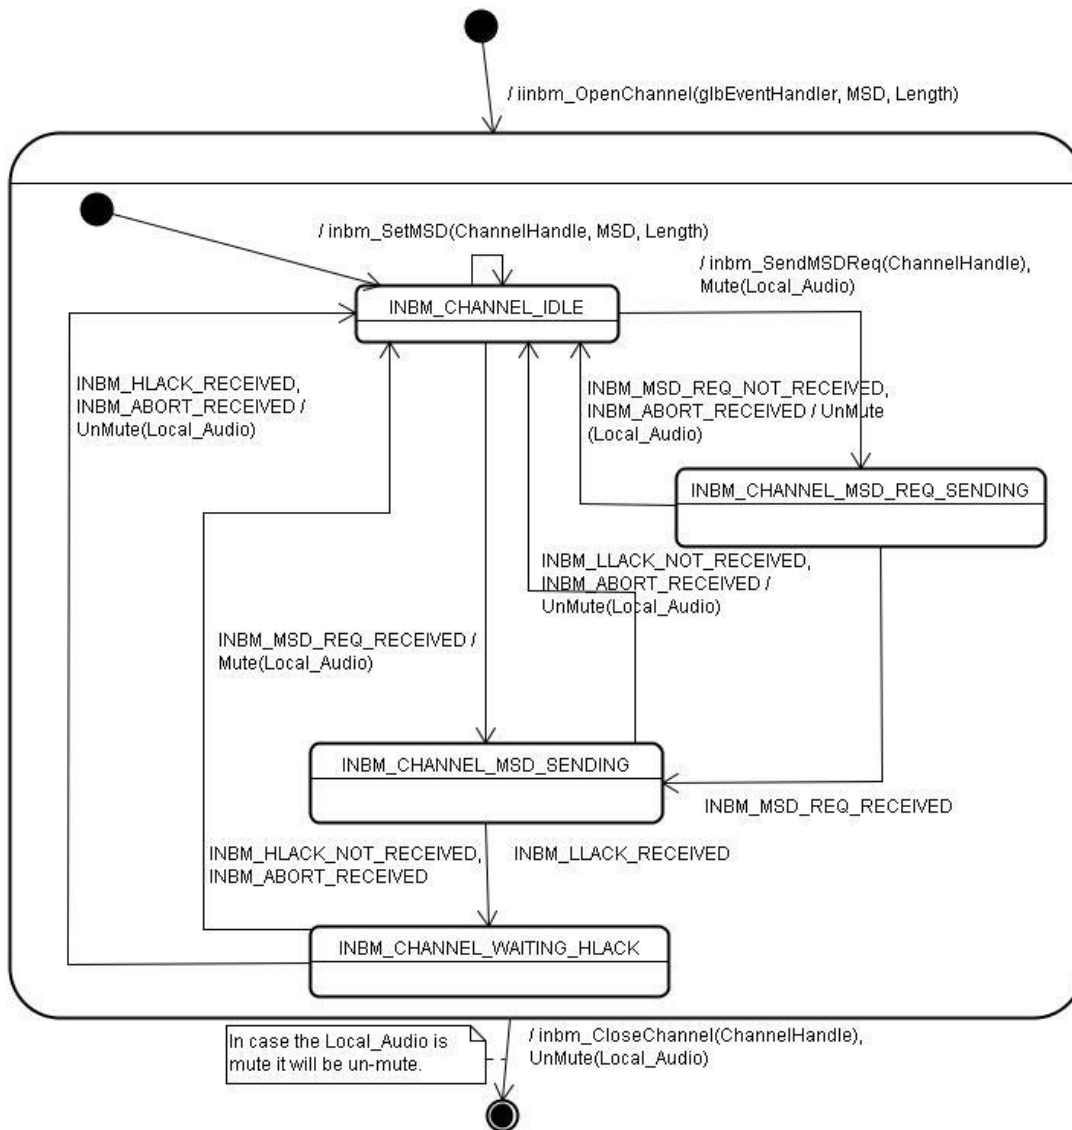 / iinbm_OpenChannel(glbEventHandler, MSD, Length)
/ inbm_SetMSD(ChannelHandle, MSD, Length)
/ inbm_SendMSDReq(ChannelHandle),
Mute(Local_Audio)
INBM_CHANNEL_IDLE
INBM_HLACK_RECEIVED,
INBM_ABORT_RECEIVED /
UnMute(Local_Audio)
INBM_MSD_REQ_NOT_RECEIVED,
INBM_ABORT_RECEIVED / UnMute
(Local_Audio)
INBM_CHANNEL_MSD_REQ_SENDING
INBM_LLACK_NOT_RECEIVED,
INBM_ABORT_RECEIVED /
UnMute(Local_Audio)
INBM_MSD_REQ_RECEIVED /
Mute(Local_Audio)
INBM_CHANNEL_MSD_SENDING
INBM_MSD_REQ_RECEIVED
INBM_HLACK_NOT_RECEIVED,
INBM_ABORT_RECEIVED
INBM_LLACK_RECEIVED
INBM_CHANNEL_WAITING_HLACK
In case the Local_Audio is
mute it will be un-mute.
/ inbm_CloseChannel(ChannelHandle),
UnMute(Local_Audio)